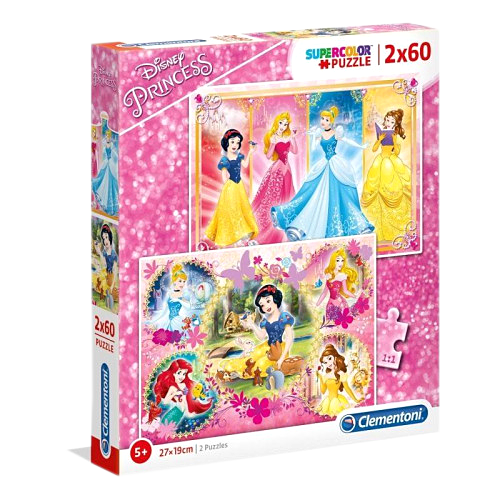 Disney
PRINCESS
SUPERCOLOR
PUZZLE
2x60
2x60
PUZZLE
1:1
Clementoni
5+
27x19cm | 2 Puzzles
Clementoni